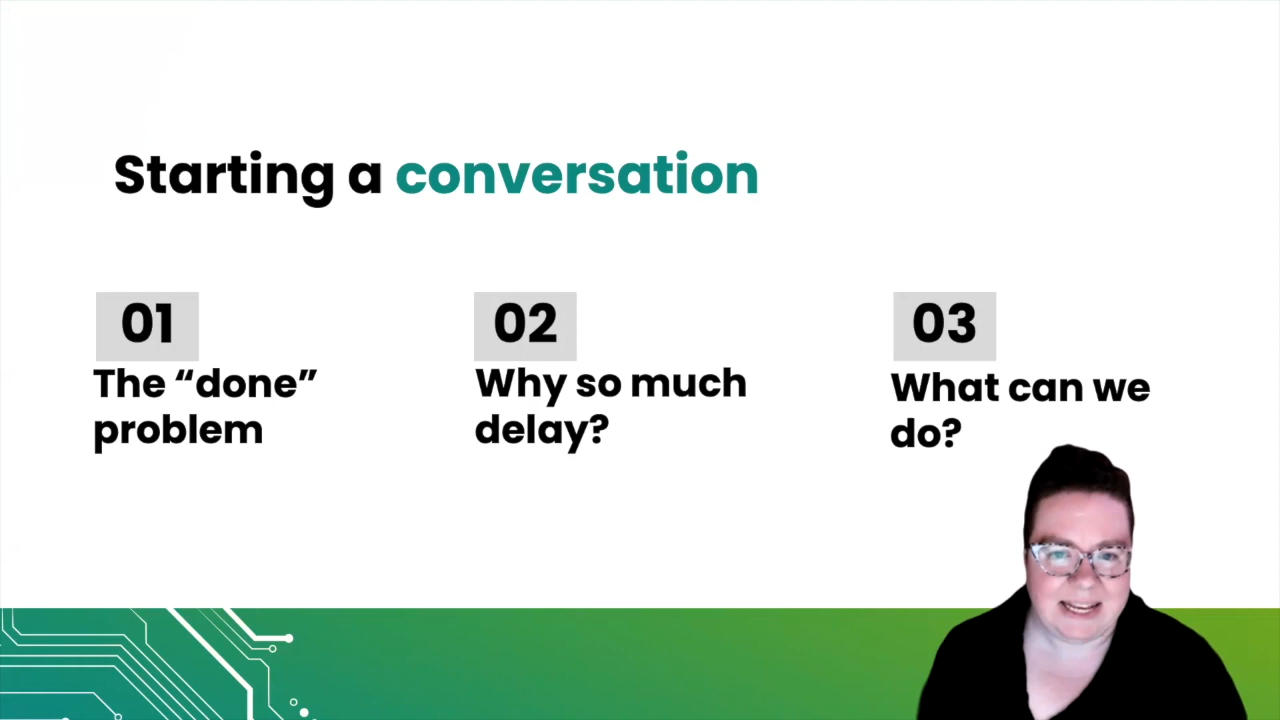 Starting a conversation
01
The “done”
problem
02
Why so much
delay?
03
What can we
do?